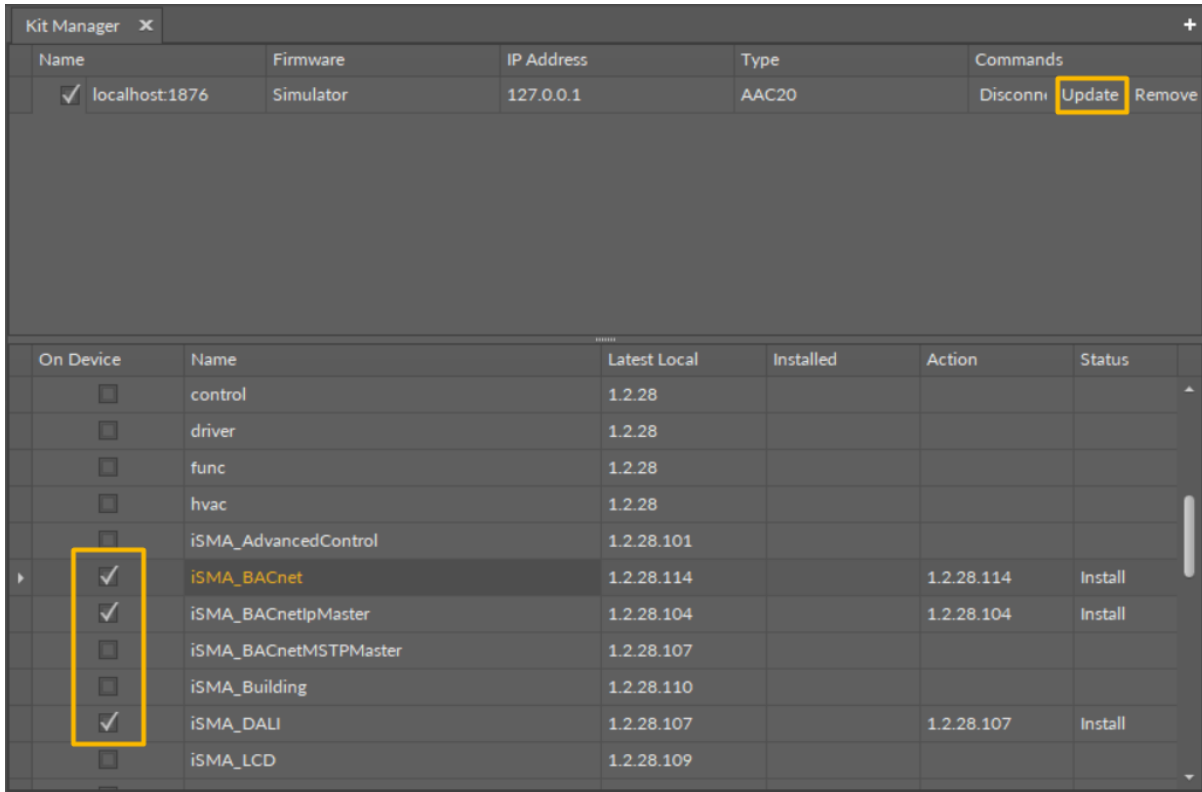 Kit Manager
Name Firmware IP Address Type Commands
localhost:1876 Simulator 127.0.0.1 AAC20 Disconne Update Remove
On Device Name Latest Local Installed Action Status
control 1.2.28
driver 1.2.28
func 1.2.28
hvac 1.2.28
iSMA_AdvancedControl 1.2.28.101
iSMA_BACnet 1.2.28.114 1.2.28.114 Install
iSMA_BACnetIpMaster 1.2.28.104 1.2.28.104 Install
iSMA_BACnetMSTPMaster 1.2.28.107
iSMA_Building 1.2.28.110
iSMA_DALI 1.2.28.107 1.2.28.107 Install
iSMA_LCD 1.2.28.109